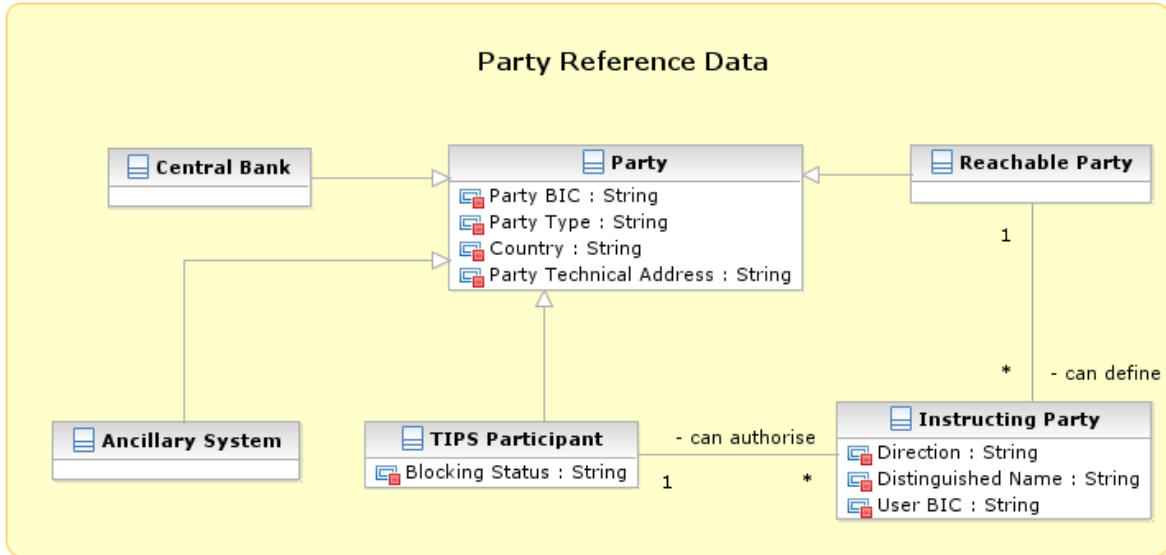 Party Reference Data
Central Bank
Party
Party BIC : String
Party Type : String
Country : String
Party Technical Address : String
Reachable Party
1
* - can define
Ancillary System
TIPS Participant
Blocking Status : String
- can authorise
1 *
Instructing Party
Direction : String
Distinguished Name : String
User BIC : String